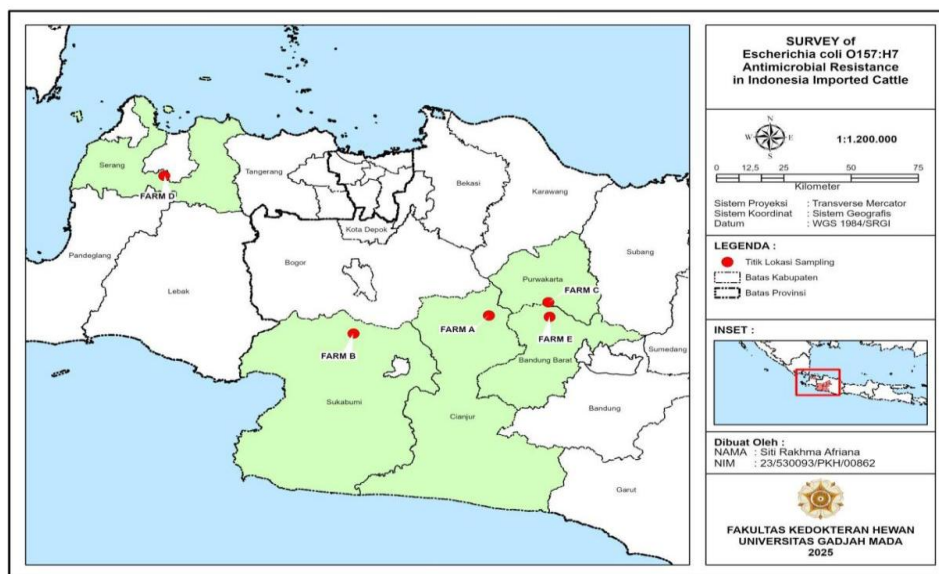 SURVEY of
Escherichia coli O157:H7
Antimicrobial Resistance
in Indonesia Imported Cattle
N
W
E
S
1:1.200.000
0
12,5
25
50
75
Kilometer
Sistem Proyeksi : Transverse Mercator
Sistem Koordinat : Sistem Geografis
Datum : WGS 1984/SRGI
LEGENDA :
Titik Lokasi Sampling
Batas Kabupaten
Batas Provinsi
INSET :
Dibuat Oleh :
NAMA : Siti Rakhma Afriana
NIM : 23/530093/PKH/00862
FAKULTAS KEDOKTERAN HEWAN
UNIVERSITAS GADJAH MADA
2025
Serang
FARM D
Tangerang
Bekasi
Karawang
Kota Depok
Subang
Pandeglang
Lebak
Bogor
Purwakarta
FARM C
FARM A
FARM E
FARM B
Bandung Barat
Sumedang
Sukabumi
Cianjur
Bandung
Garut